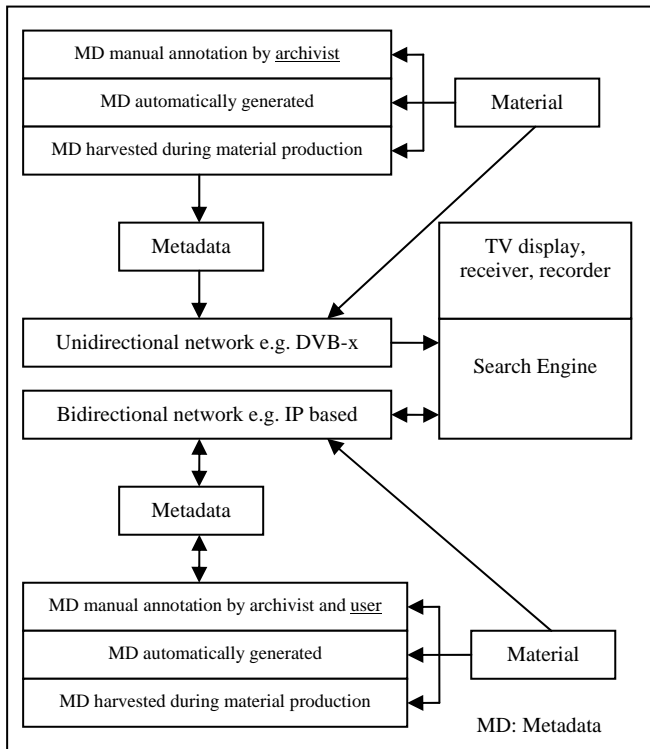 MD manual annotation by archivist
MD automatically generated
MD harvested during material production
Material
Metadata
TV display,
receiver, recorder
Unidirectional network e.g. DVB-x
Search Engine
Bidirectional network e.g. IP based
Metadata
MD manual annotation by archivist and user
MD automatically generated
MD harvested during material production
Material
MD: Metadata